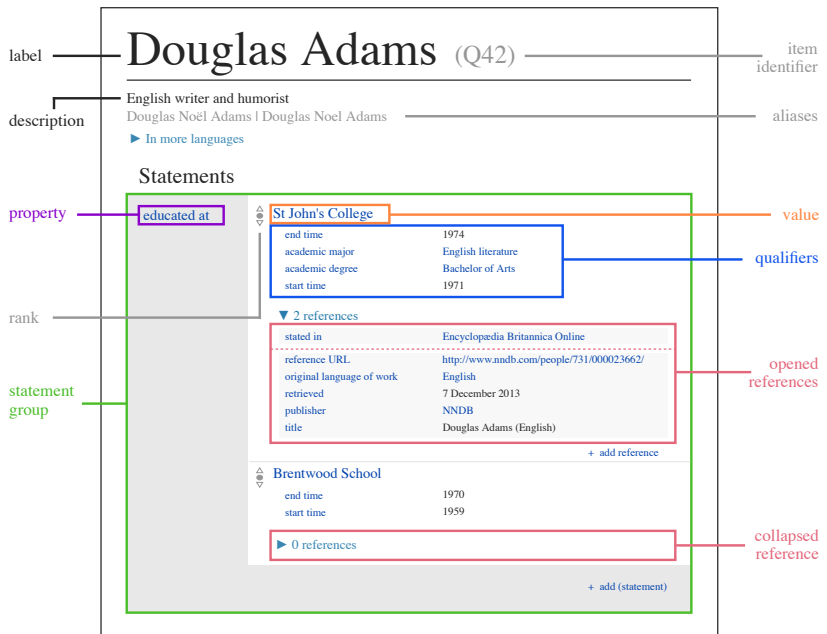 label
Douglas Adams (Q42)
item
identifier
description
English writer and humorist
Douglas Noël Adams | Douglas Noel Adams
aliases
▶ In more languages
Statements
property
educated at
St John's College
value
end time 1974
academic major English literature
academic degree Bachelor of Arts
start time 1971
qualifiers
rank
▼ 2 references
stated in Encyclopædia Britannica Online
reference URL http://www.nndb.com/people/731/000023662/
original language of work English
retrieved 7 December 2013
publisher NNDB
title Douglas Adams (English)
opened
references
statement
group
+ add reference
Brentwood School
end time 1970
start time 1959
▶ 0 references
collapsed
reference
+ add (statement)